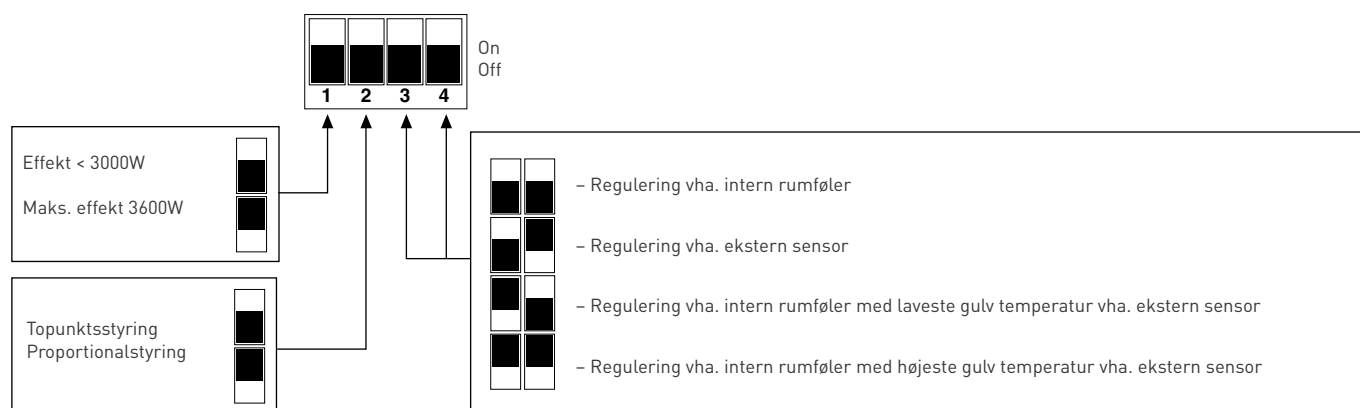 On
Off
1 2 3 4
Effekt < 3000W
Maks. effekt 3600W
Topunktsstyring
Proportionalstyring
– Regulering vha. intern rumføler
– Regulering vha. ekstern sensor
– Regulering vha. intern rumføler med laveste gulv temperatur vha. ekstern sensor
– Regulering vha. intern rumføler med højeste gulv temperatur vha. ekstern sensor